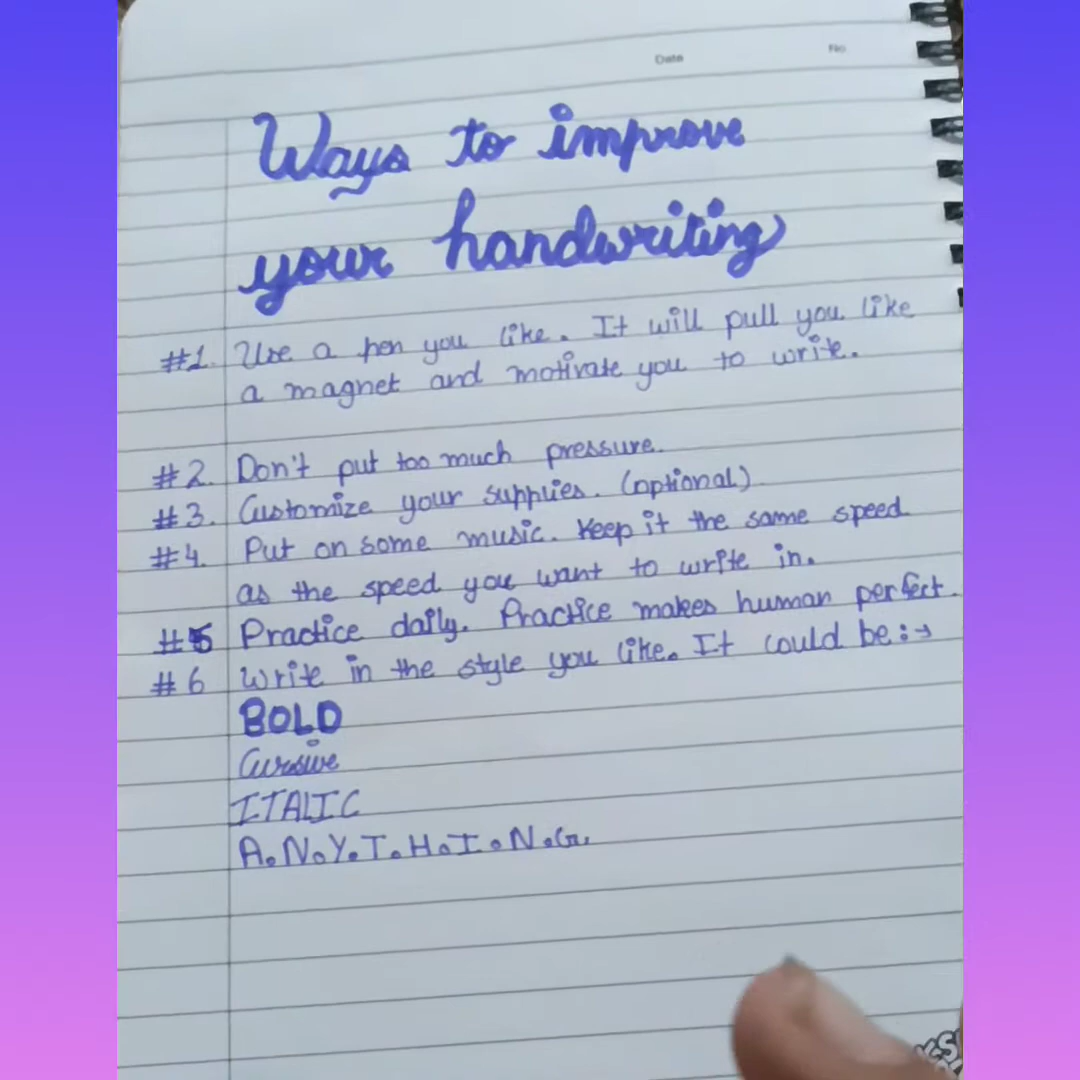 Date No
Ways to improve
your handwriting
#1. Use a pen you like. It will pull you like
a magnet and motivate you to write.
#2. Don't put too much pressure.
#3. Customize your supplies. (optional)
#4. Put on some music. Keep it the same speed
as the speed you want to write in.
#5 Practice daily. Practice makes human perfect.
#6 Write in the style you like. It could be:→
BOLD
Cursive
ITALIC
A.N.Y.T.H.I.N.G.